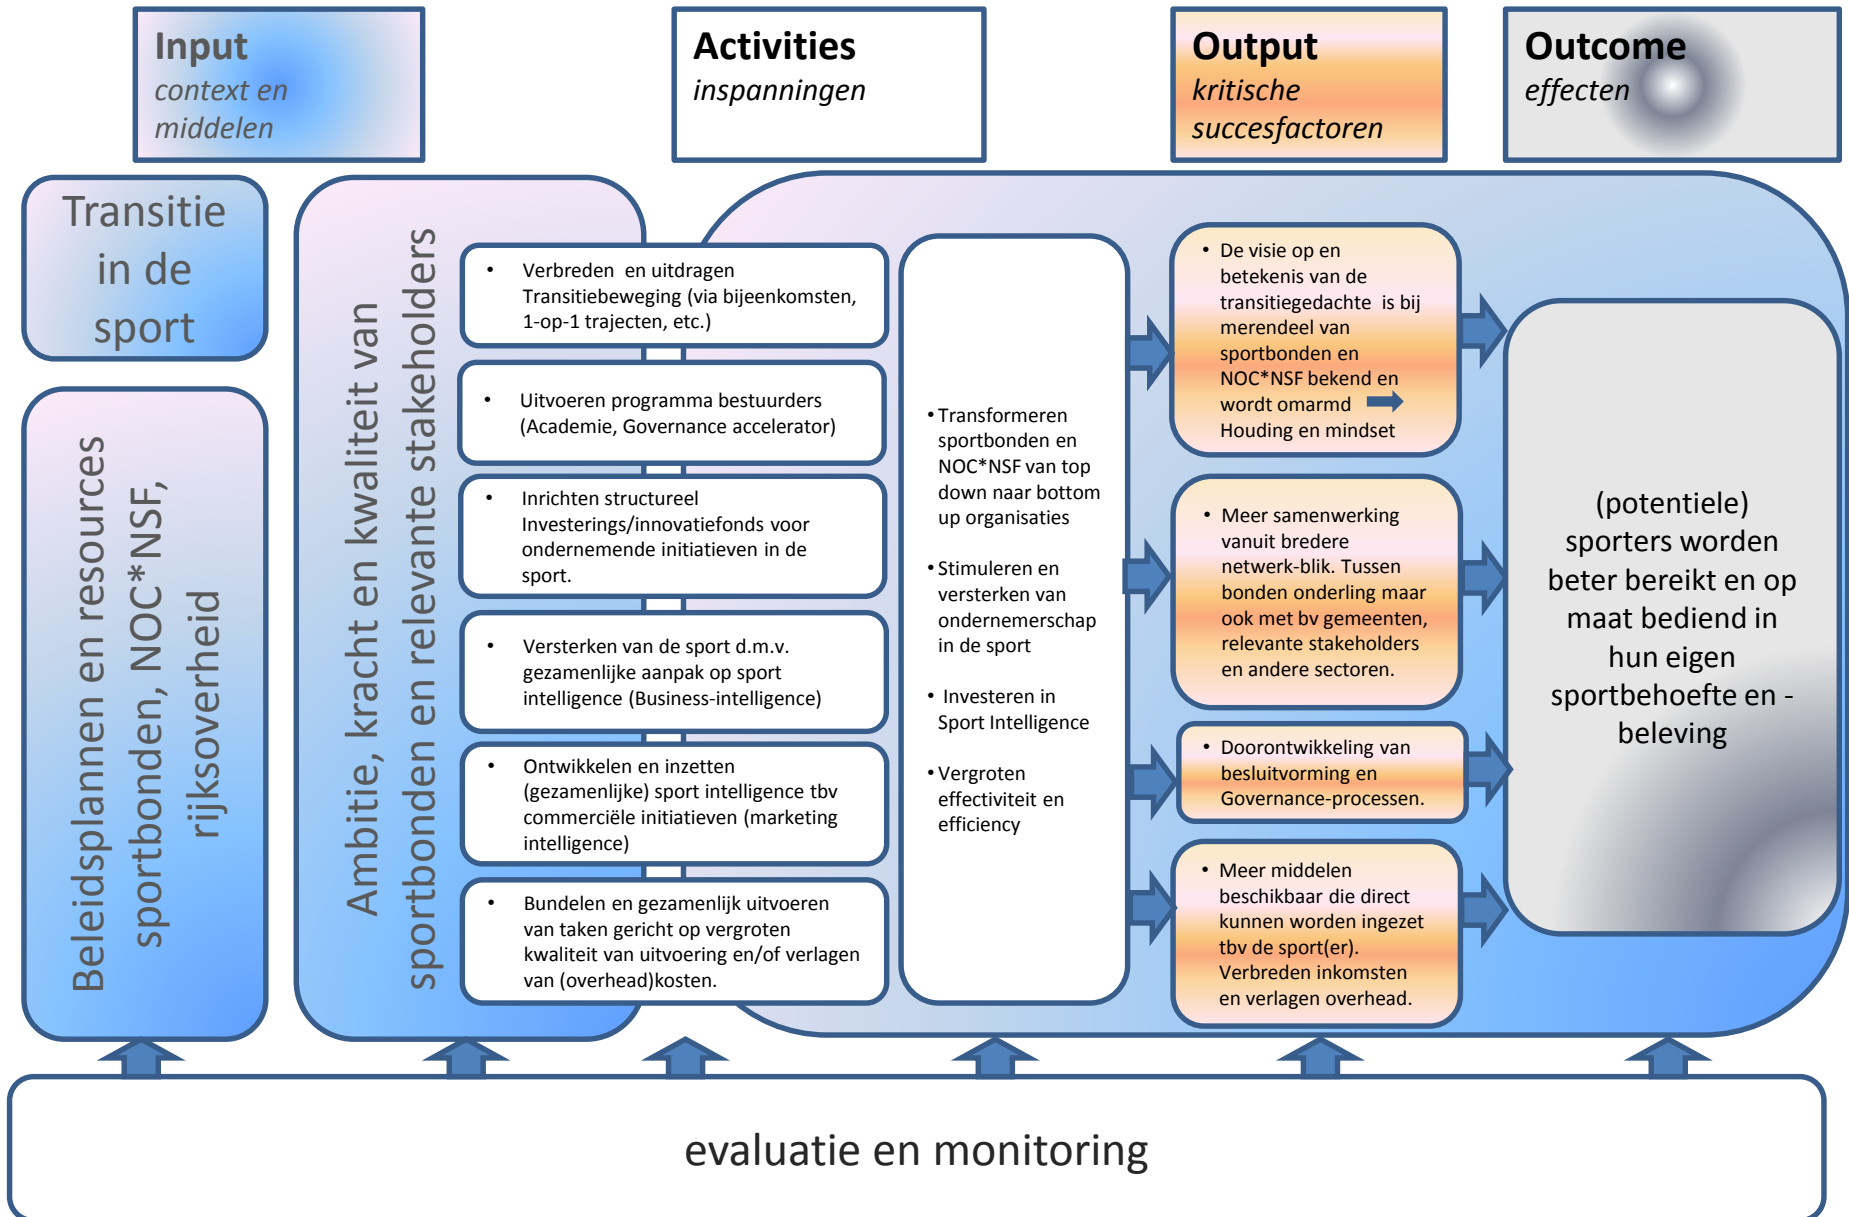 Input
context en
middelen
Activities
inspanningen
Output
kritische
succesfactoren
Outcome
effecten
Transitie
in de
sport
Beleidsplannen en resources
sportbonden, NOC*NSF,
rijksoverheid
Ambitie, kracht en kwaliteit van
sportbonden en relevante stakeholders
• Verbreden en uitdragen
Transitiebeweging (via bijeenkomsten,
1-op-1 trajecten, etc.)
• Uitvoeren programma bestuurders
(Academie, Governance accelerator)
• Inrichten structureel
Investerings/innovatiefonds voor
ondernemende initiatieven in de
sport.
• Versterken van de sport d.m.v.
gezamenlijke aanpak op sport
intelligence (Business-intelligence)
• Ontwikkelen en inzetten
(gezamenlijke) sport intelligence tbv
commerciële initiatieven (marketing
intelligence)
• Bundelen en gezamenlijk uitvoeren
van taken gericht op vergroten
kwaliteit van uitvoering en/of verlagen
van (overhead)kosten.
• Transformeren
sportbonden en
NOC*NSF van top
down naar bottom
up organisaties
• Stimuleren en
versterken van
ondernemerschap
in de sport
• Investeren in
Sport Intelligence
• Vergroten
effectiviteit en
efficiency
• De visie op en
betekenis van de
transitiegedachte is bij
merendeel van
sportbonden en
NOC*NSF bekend en
wordt omarmd
Houding en mindset
• Meer samenwerking
vanuit bredere
netwerk-blik. Tussen
bonden onderling maar
ook met bv gemeenten,
relevante stakeholders
en andere sectoren.
• Doorontwikkeling van
besluitvorming en
Governance-processen.
• Meer middelen
beschikbaar die direct
kunnen worden ingezet
tbv de sport(er).
Verbreden inkomsten
en verlagen overhead.
(potentiele)
sporters worden
beter bereikt en op
maat bediend in
hun eigen
sportbehoefte en -
beleving
evaluatie en monitoring